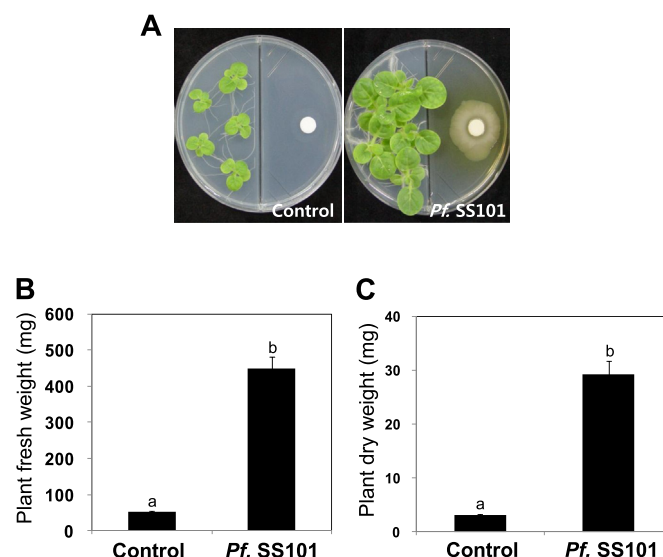 A
Control
Pf. SS101
B
Plant fresh weight (mg)
600
500
400
300
200
100
0
a
b
Control
Pf. SS101
C
Plant dry weight (mg)
40
30
20
10
0
a
b
Control
Pf. SS101